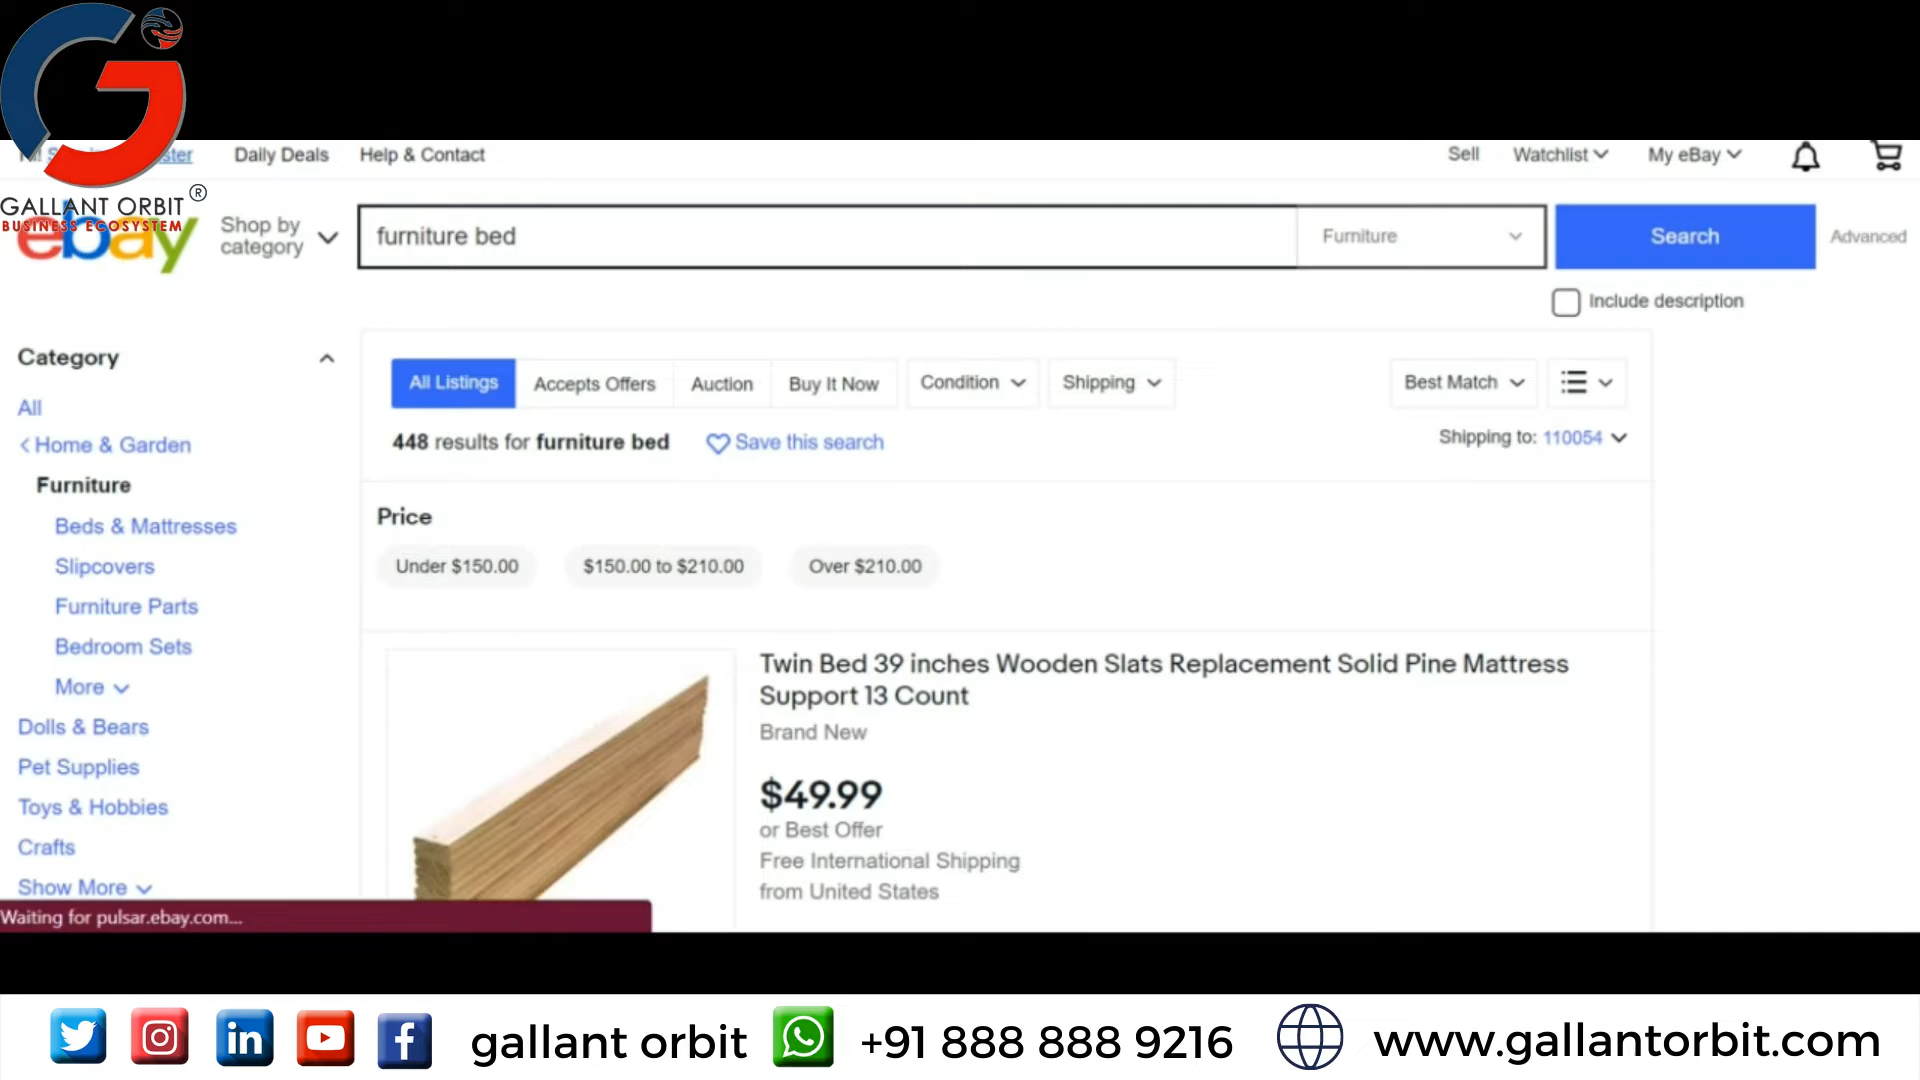 GALLANT ORBIT®
BUSINESS ECOSYSTEM
Daily Deals
Help & Contact
Sell
Watchlist
My eBay
ebay
Shop by
category
furniture bed
Furniture
Search
Advanced
Include description
Category
All
Home & Garden
Furniture
Beds & Mattresses
Slipcovers
Furniture Parts
Bedroom Sets
More
Dolls & Bears
Pet Supplies
Toys & Hobbies
Crafts
Show More
All Listings
Accepts Offers
Auction
Buy It Now
Condition
Shipping
Best Match
448 results for furniture bed
Save this search
Shipping to: 110054
Price
Under $150.00
$150.00 to $210.00
Over $210.00
Twin Bed 39 inches Wooden Slats Replacement Solid Pine Mattress
Support 13 Count
Brand New
$49.99
or Best Offer
Free International Shipping
from United States
Waiting for pulsar.ebay.com...
gallant orbit
+91 888 888 9216
www.gallantorbit.com